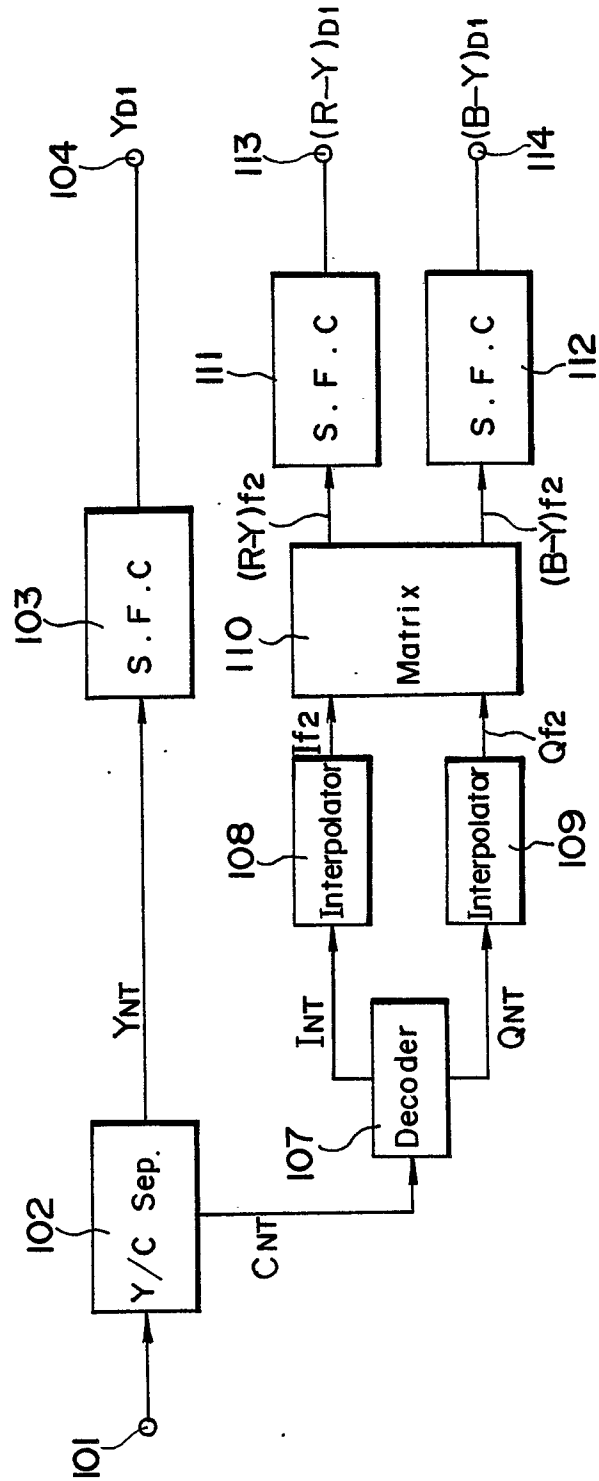 101
102
Y/C Sep.
YNT
103
S.F.C
104
YD1
CNT
107
Decoder
INT
QNT
108
Interpolator
If2
109
Interpolator
Qf2
110
Matrix
(R-Y)f2
(B-Y)f2
111
S.F.C
112
S.F.C
113
(R-Y)D1
114
(B-Y)D1